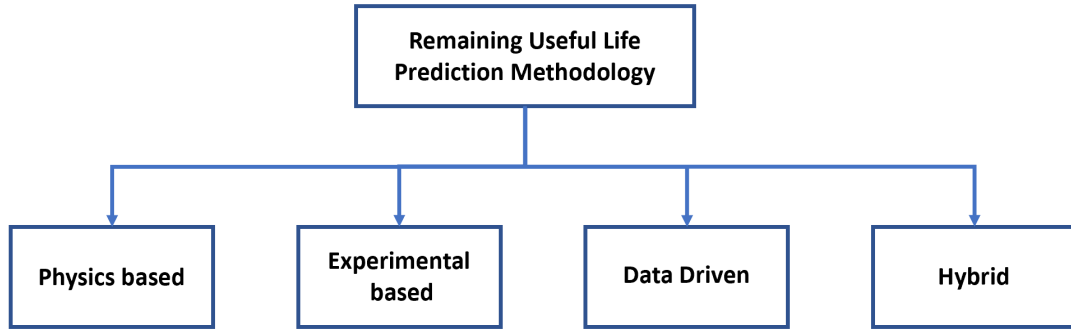 Remaining Useful Life
Prediction Methodology
Physics based
Experimental
based
Data Driven
Hybrid